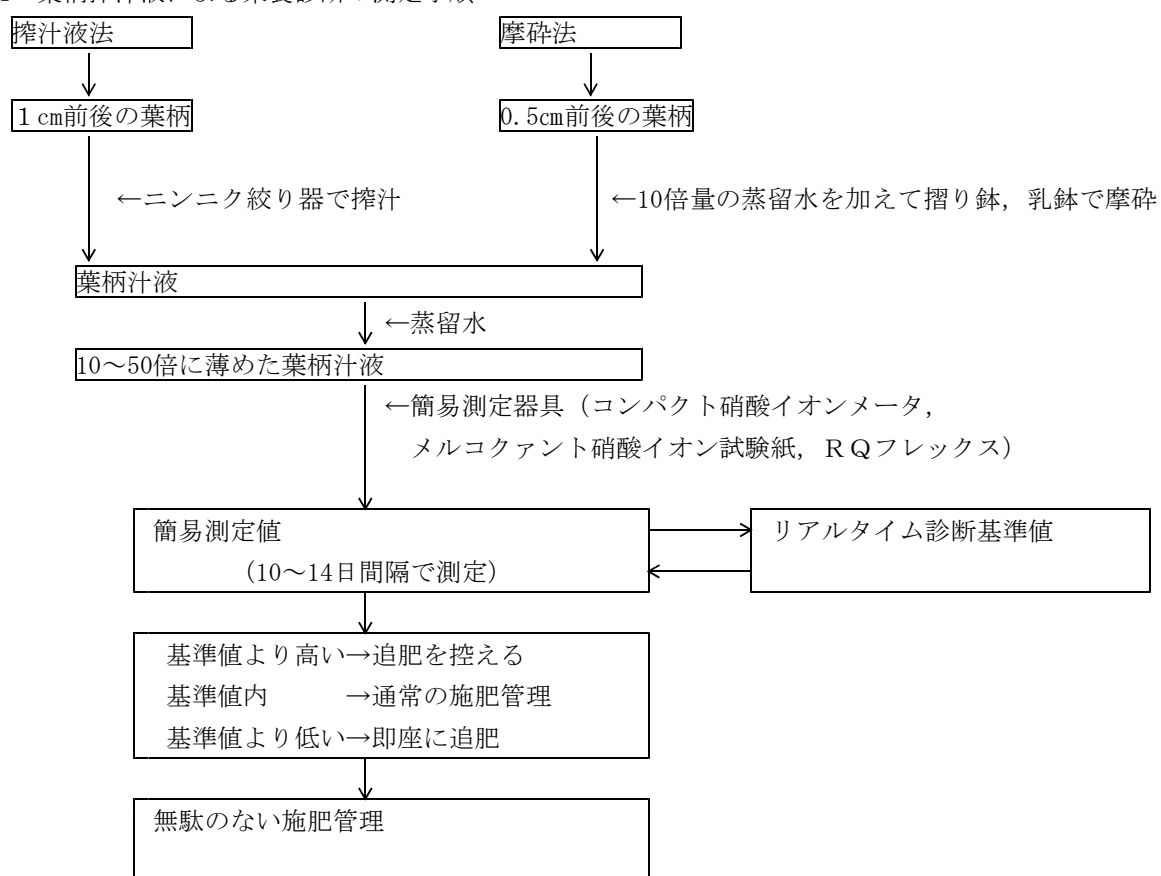 搾汁液法
摩砕法
１cm前後の葉柄
0.5cm前後の葉柄
←ニンニク絞り器で搾汁
←10倍量の蒸留水を加えて摺り鉢，乳鉢で摩砕
葉柄汁液
←蒸留水
10～50倍に薄めた葉柄汁液
←簡易測定器具（コンパクト硝酸イオンメータ，
メルコクァント硝酸イオン試験紙，ＲＱフレックス）
簡易測定値
リアルタイム診断基準値
（10～14日間隔で測定）
基準値より高い→追肥を控える
基準値内　　　→通常の施肥管理
基準値より低い→即座に追肥
無駄のない施肥管理